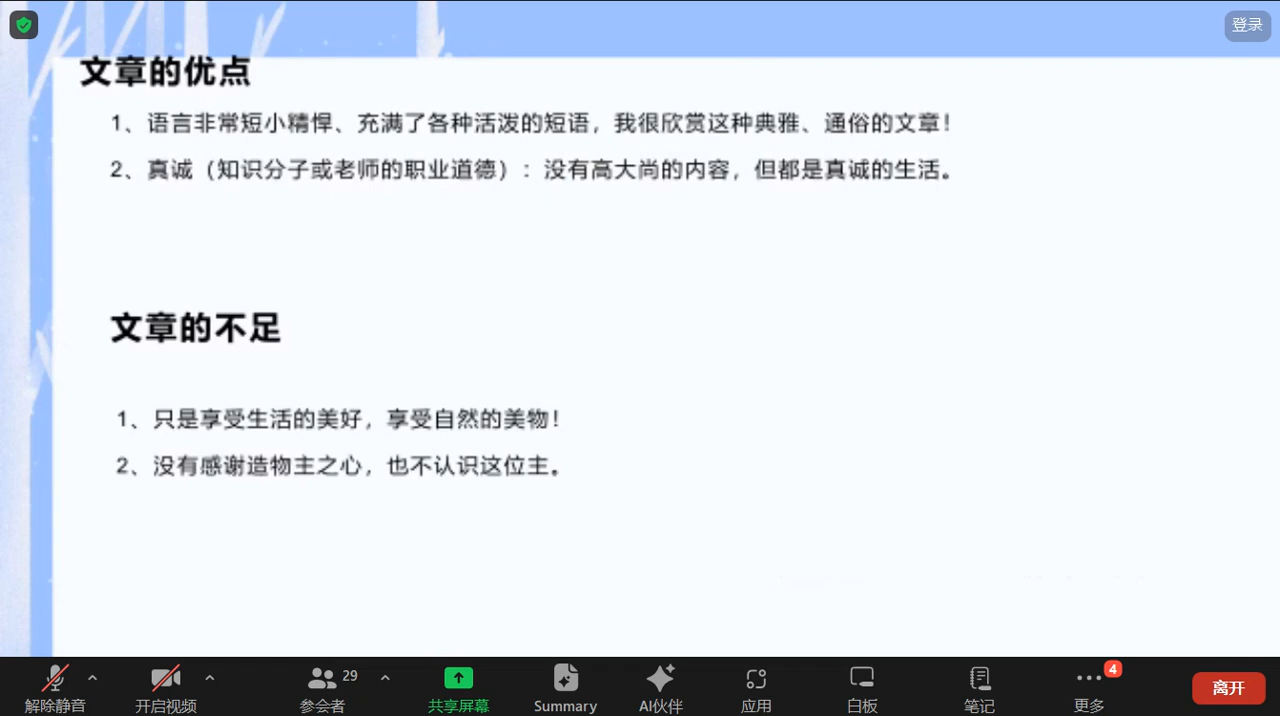 登录
文章的优点
1、语言非常短小精悍、充满了各种活泼的短语，我很欣赏这种典雅、通俗的文章！
2、真诚（知识分子或老师的职业道德）：没有高大尚的内容，但都是真诚的生活。
文章的不足
1、只是享受生活的美好，享受自然的美物！
2、没有感谢造物主之心，也不认识这位主。
29
4
解除静音 开启视频 参会者 共享屏幕 Summary AI伙伴 应用 白板 笔记 更多 离开